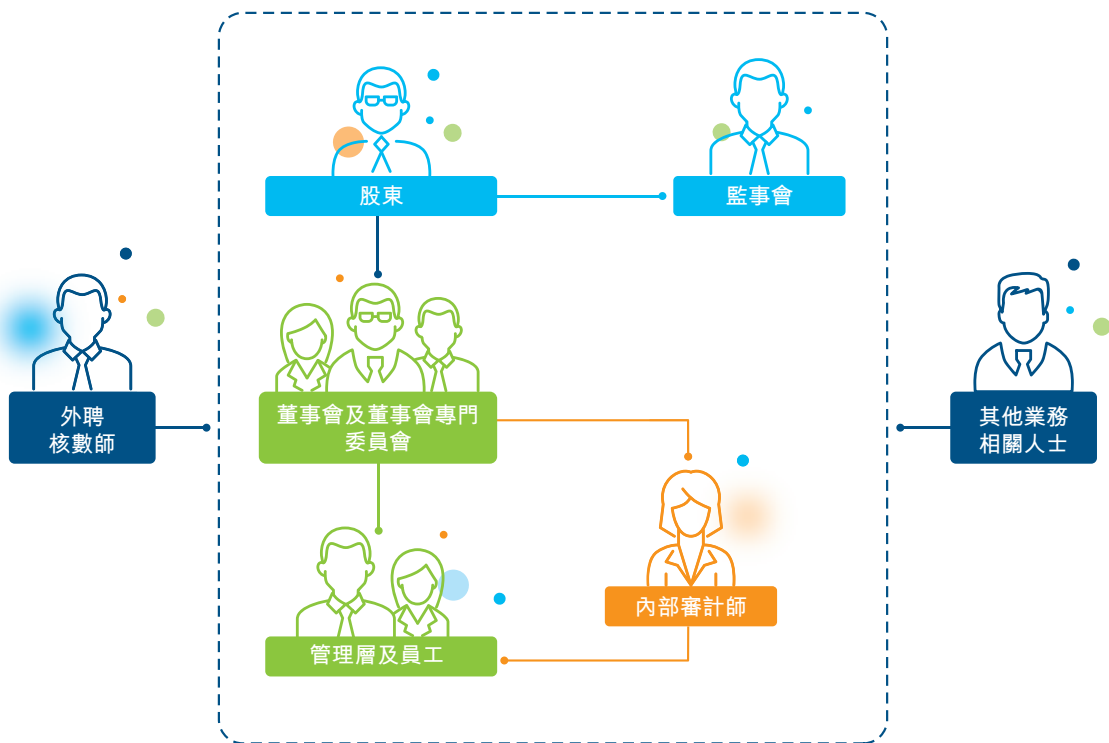 股東
監事會
外聘
核數師
董事會及董事會專門
委員會
其他業務
相關人士
內部審計師
管理層及員工